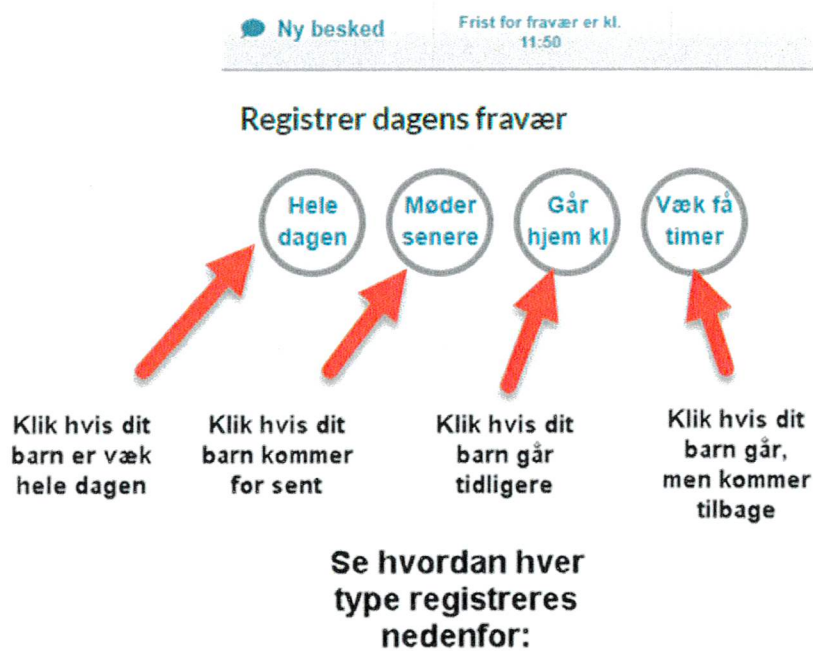 Ny besked
Frist for fravær er kl.
11:50
Registrer dagens fravær
Hele
dagen
Møder
senere
Går
hjem kl
Væk få
timer
Klik hvis dit
barn er væk
hele dagen
Klik hvis dit
barn kommer
for sent
Klik hvis dit
barn går
tidligere
Klik hvis dit
barn går,
men kommer
tilbage
Se hvordan hver
type registreres
nedenfor: